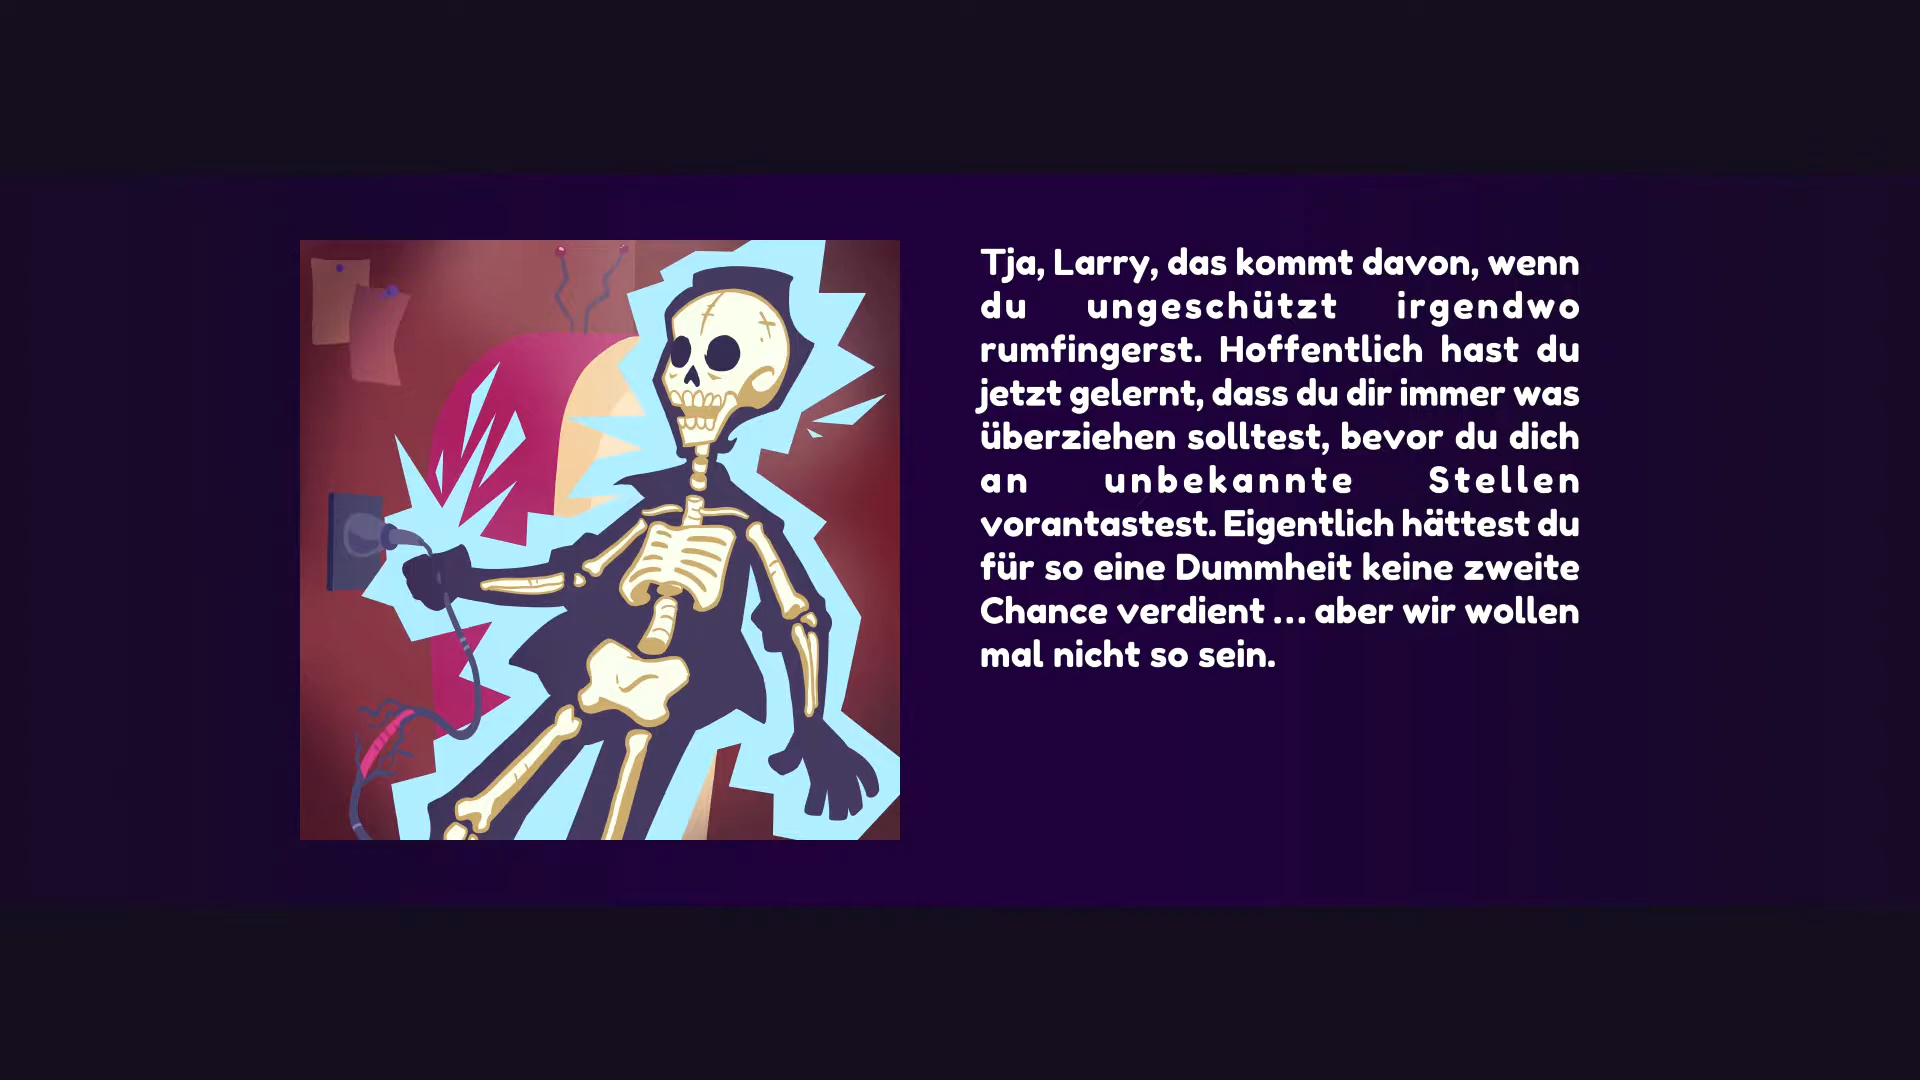 Tja, Larry, das kommt davon, wenn
du ungeschützt irgendwo
rumfingerst. Hoffentlich hast du
jetzt gelernt, dass du dir immer was
überziehen solltest, bevor du dich
an unbekannte Stellen
vorantastest. Eigentlich hättest du
für so eine Dummheit keine zweite
Chance verdient ... aber wir wollen
mal nicht so sein.